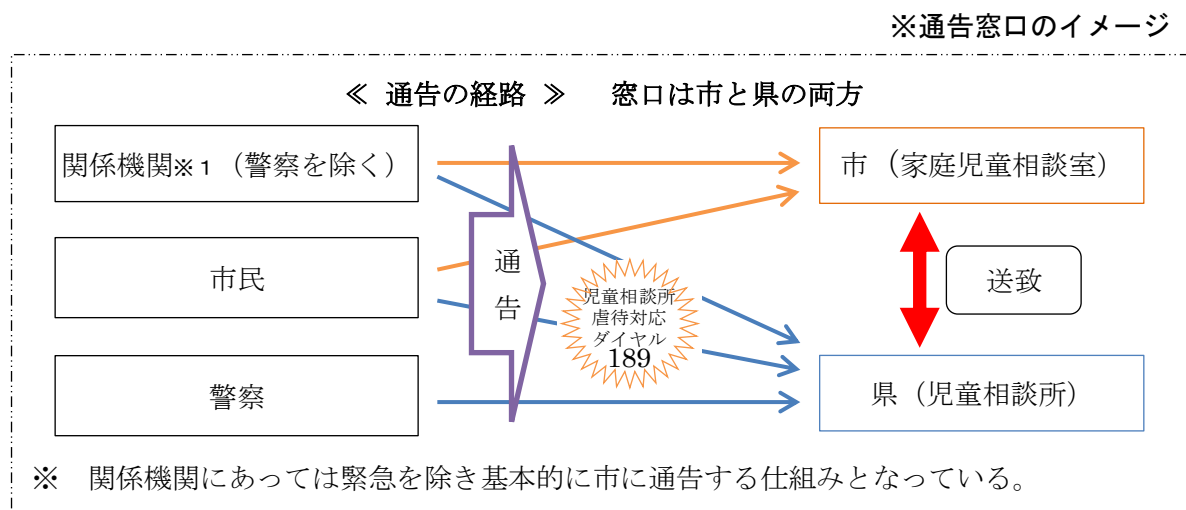 ※通告窓口のイメージ
≪ 通告の経路 ≫ 窓口は市と県の両方
関係機関※1（警察を除く）
市（家庭児童相談室）
市民
通
告
児童相談所
虐待対応
ダイヤル
189
送致
警察
県（児童相談所）
※ 関係機関にあっては緊急を除き基本的に市に通告する仕組みとなっている。